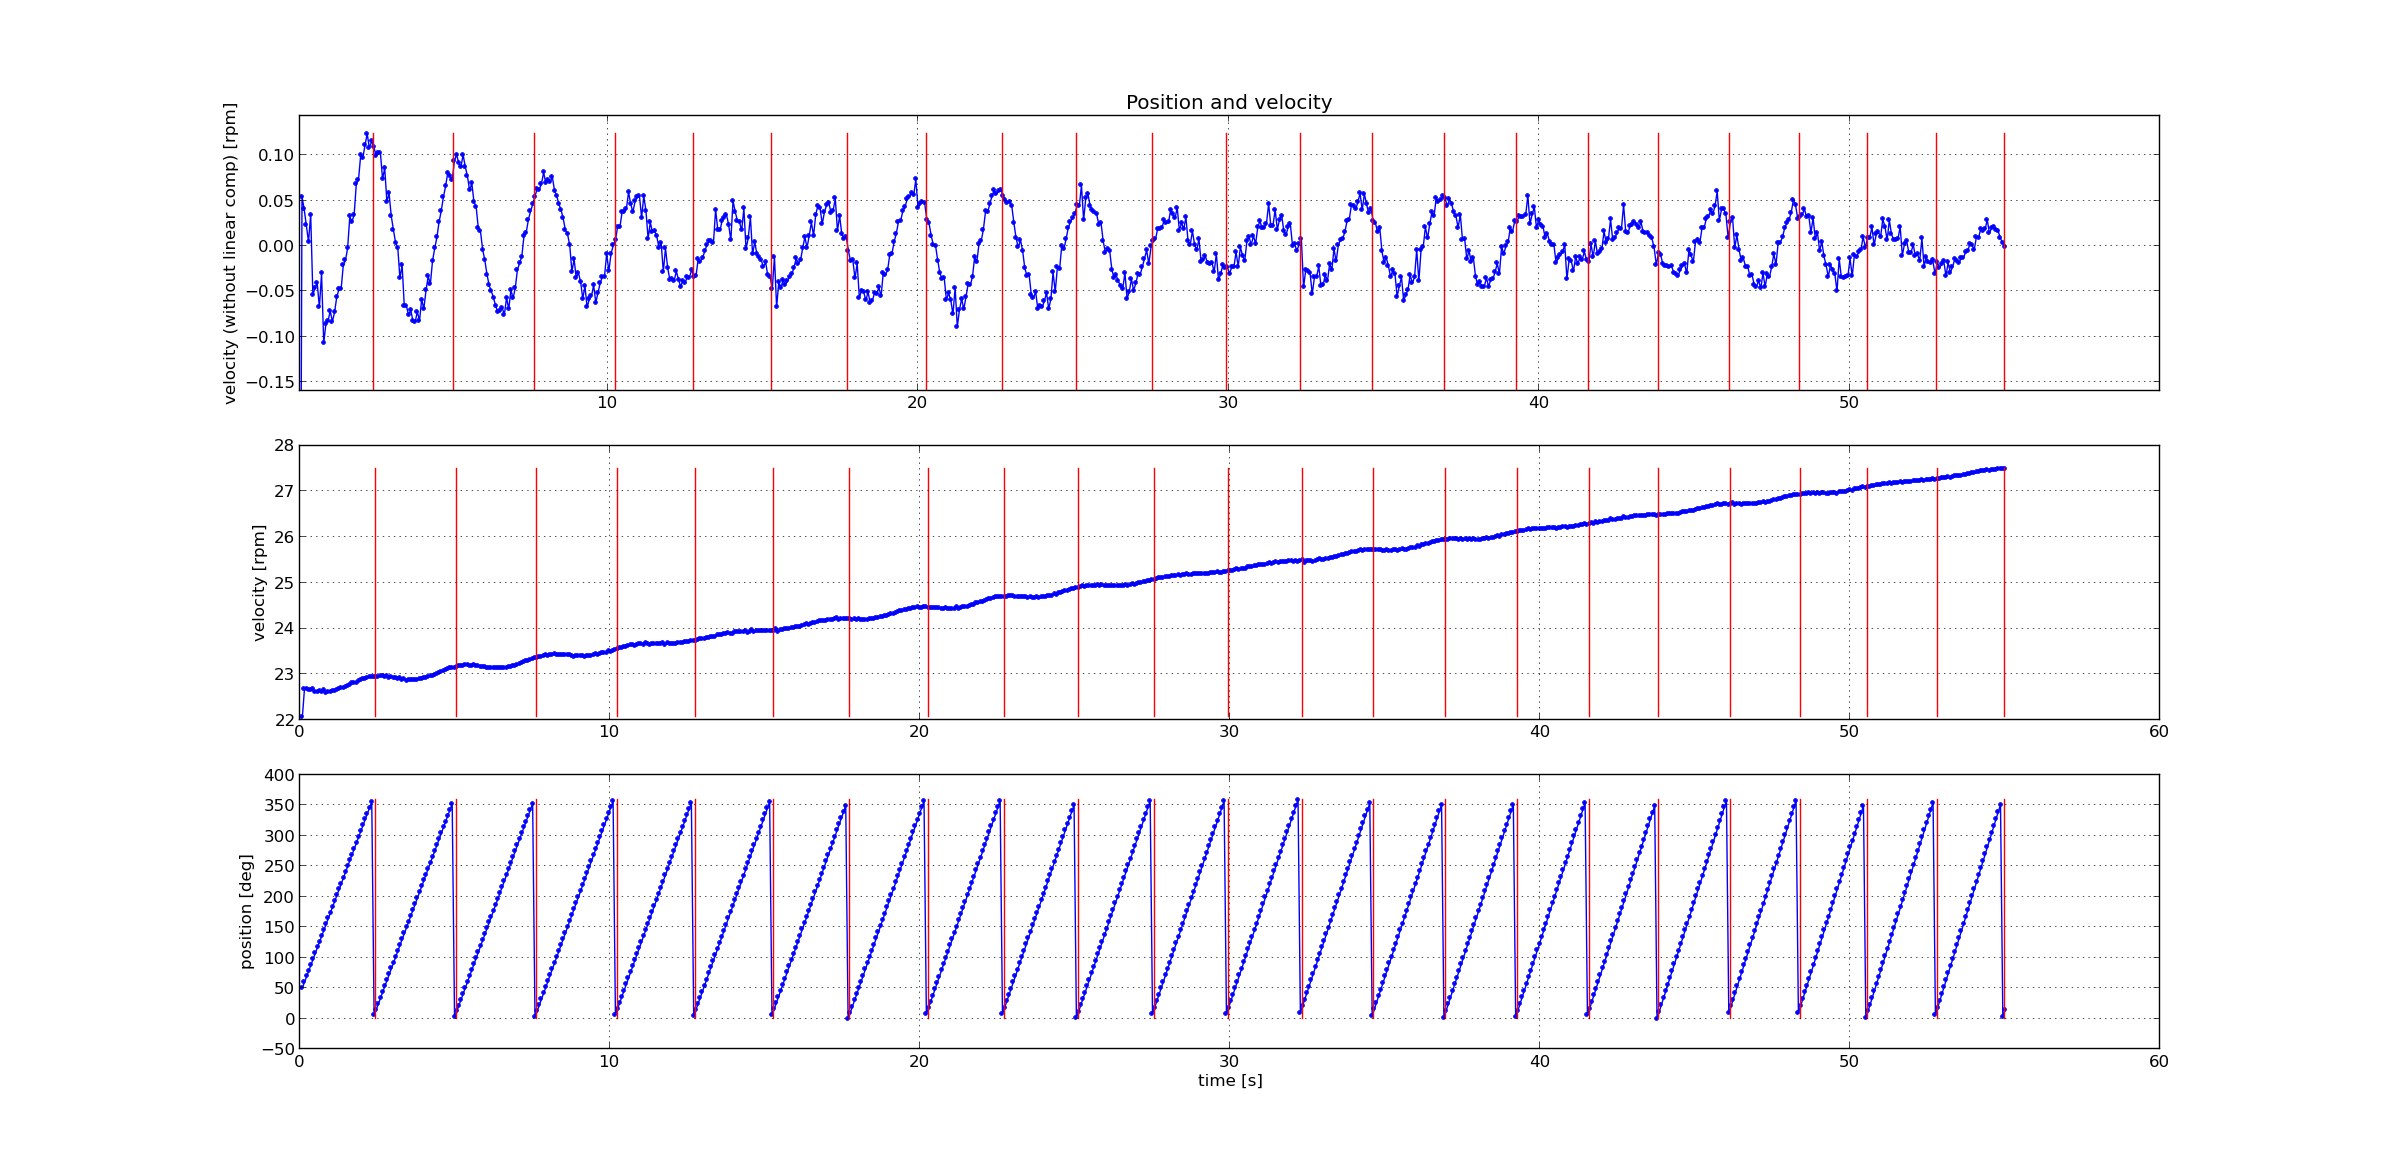 Position and velocity
velocity (without linear comp) [rpm]
0.10
0.05
0.00
−0.05
−0.10
−0.15
10 20 30 40 50
velocity [rpm]
28
27
26
25
24
23
22
0 10 20 30 40 50 60
position [deg]
400
350
300
250
200
150
100
50
0
−50
0 10 20 30 40 50 60
time [s]